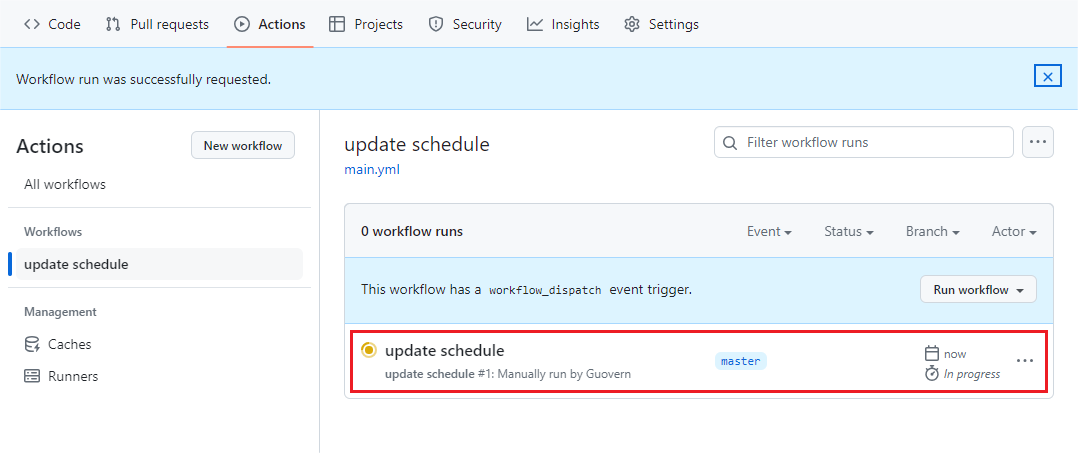 Code Pull requests Actions Projects Security Insights Settings
Workflow run was successfully requested.
Actions New workflow
All workflows
Workflows
update schedule
Management
Caches
Runners
update schedule
main.yml
Filter workflow runs
0 workflow runs Event Status Branch Actor
This workflow has a workflow_dispatch event trigger. Run workflow
update schedule
update schedule #1: Manually run by Guovern
master
now
In progress